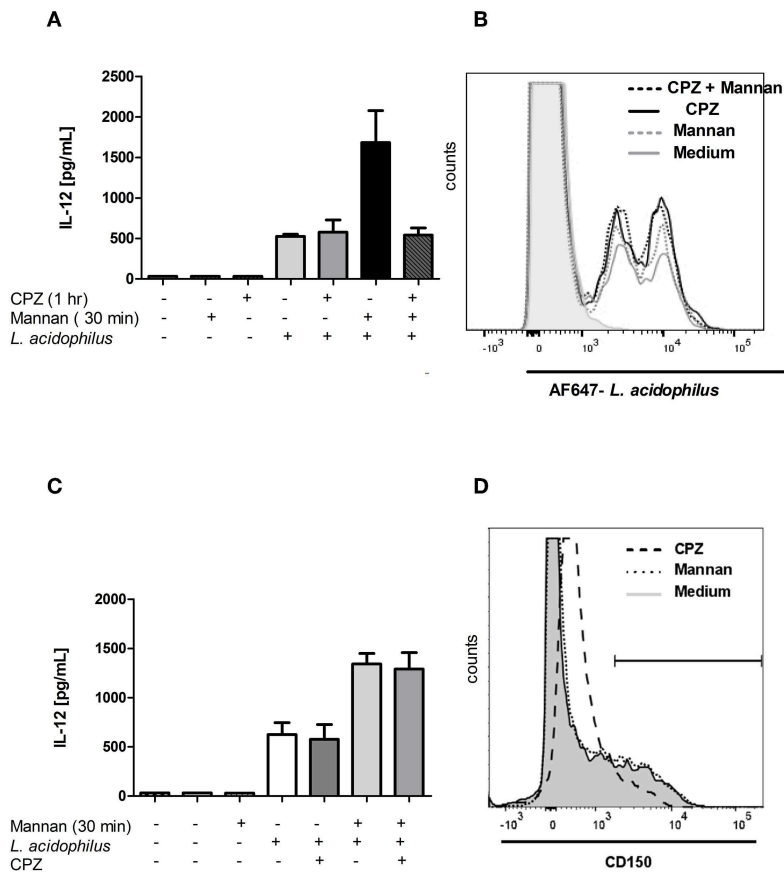 A
2500
2000
1500
1000
500
0
IL-12 [pg/mL]
CPZ (1 hr) - - + - + - +
Mannan ( 30 min) - + - - - + +
L. acidophilus - - - + + + +
B
CPZ + Mannan
CPZ
Mannan
Medium
counts
-10³ 0 10³ 10⁴ 10⁵
AF647- L. acidophilus
C
2000
1500
1000
500
0
IL-12 [pg/mL]
Mannan (30 min) - - + - - + +
L. acidophilus - - - + + + +
CPZ - - - - + - +
D
CPZ
Mannan
Medium
counts
-10³ 0 10³ 10⁴ 10⁵
CD150